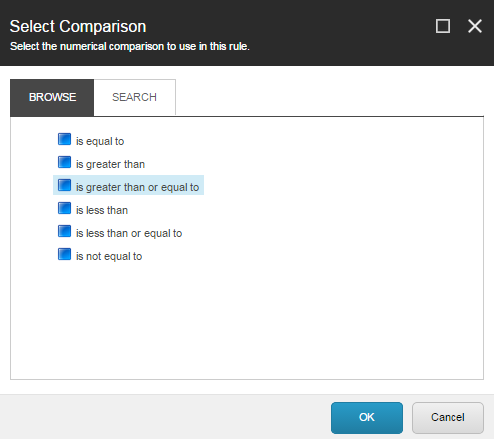 Select Comparison
Select the numerical comparison to use in this rule.
BROWSE
SEARCH
is equal to
is greater than
is greater than or equal to
is less than
is less than or equal to
is not equal to
OK
Cancel